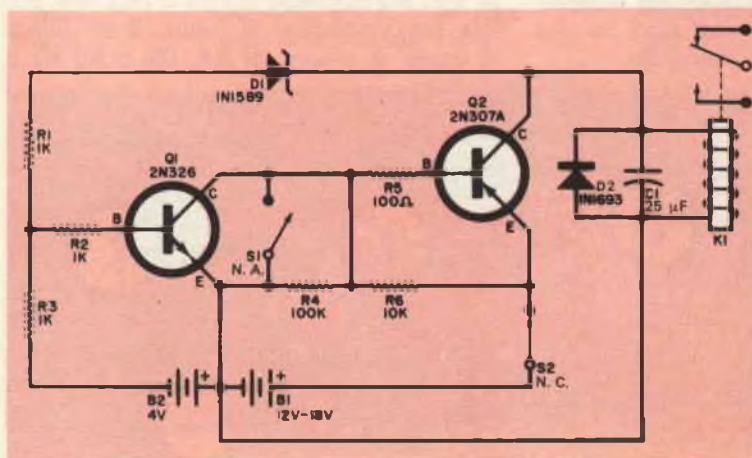 D1
1N1589
Q2
2N307A
C
B
E
R1
1K
Q1
2N326
C
B
E
R2
1K
R5
100Ω
D2
1N1693
C1
25 µF
K1
S1
N. A.
R3
1K
R4
100K
R6
10K
S2
N. C.
+
+
B2
4V
B1
12V-18V